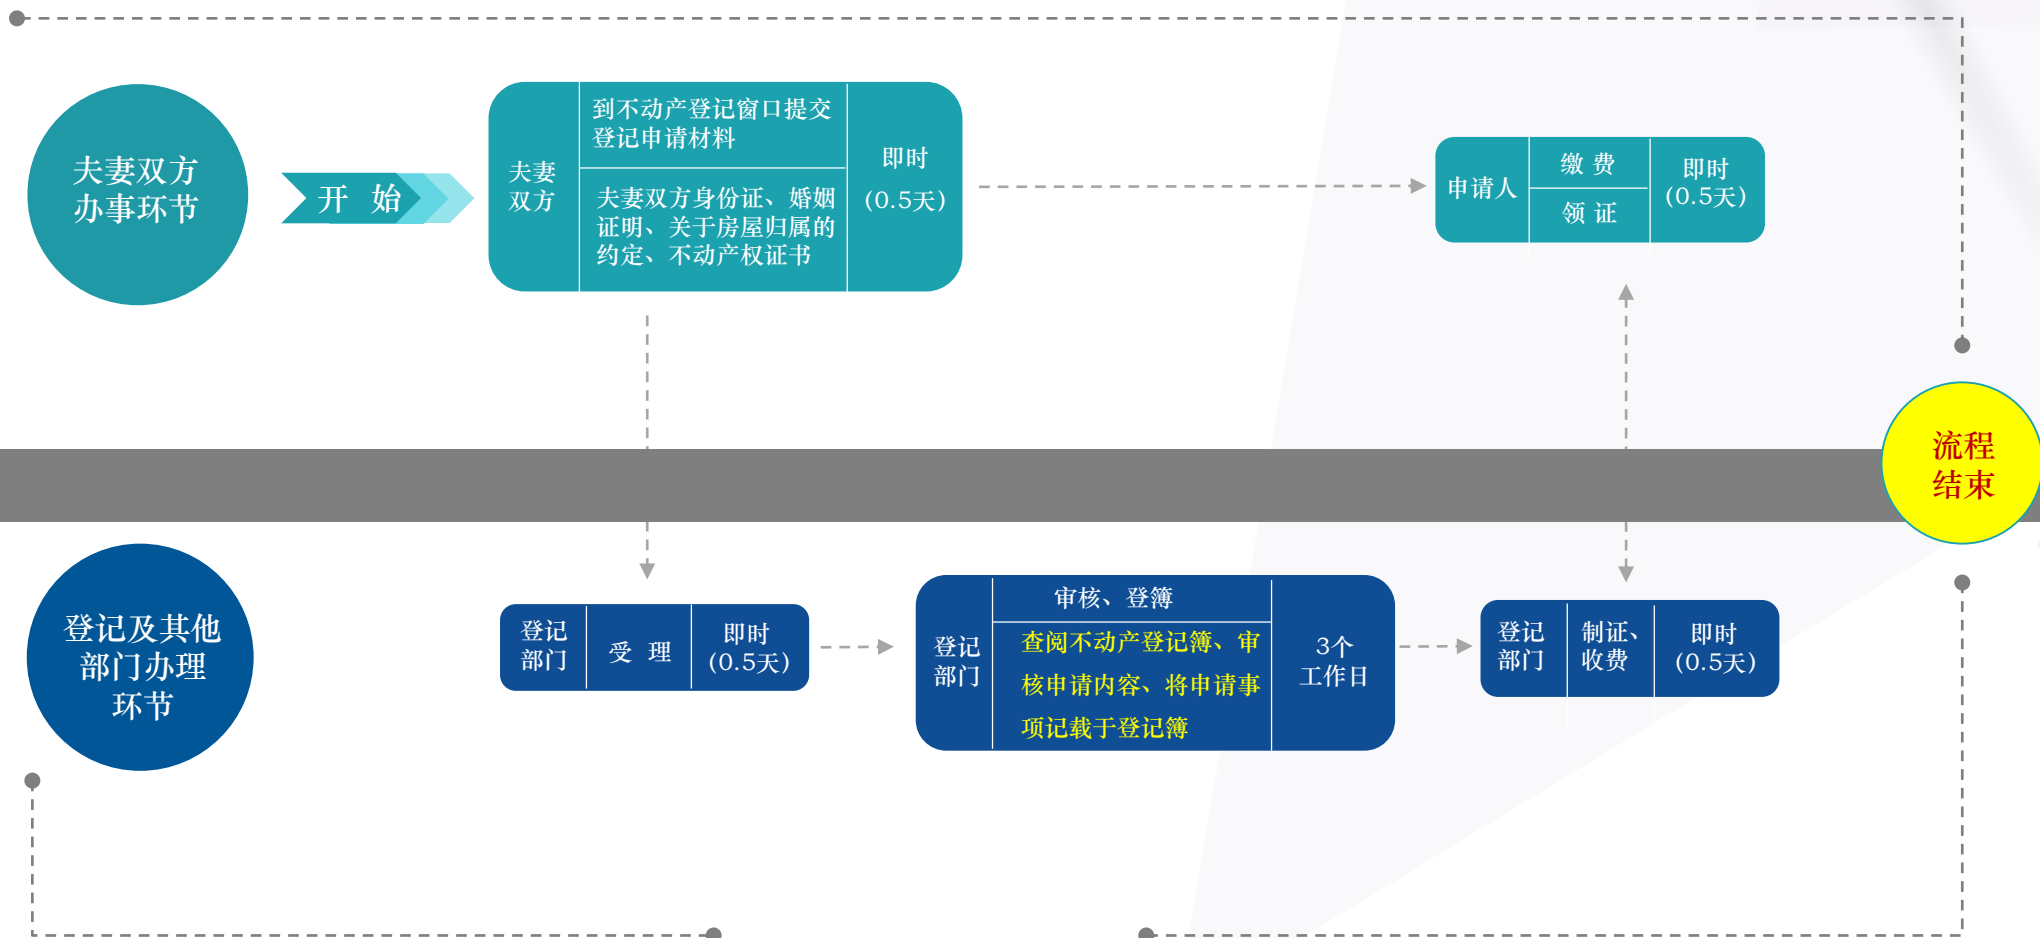 夫妻双方
办事环节
开 始
夫妻
双方
到不动产登记窗口提交
登记申请材料
夫妻双方身份证、婚姻
证明、关于房屋归属的
约定、不动产权证书
即时
(0.5天)
申请人
缴 费
领 证
即时
(0.5天)
流程
结束
登记及其他
部门办理
环节
登记
部门
受 理
即时
(0.5天)
登记
部门
审核、登簿
查阅不动产登记簿、审
核申请内容、将申请事
项记载于登记簿
3个
工作日
登记
部门
制证、
收费
即时
(0.5天)